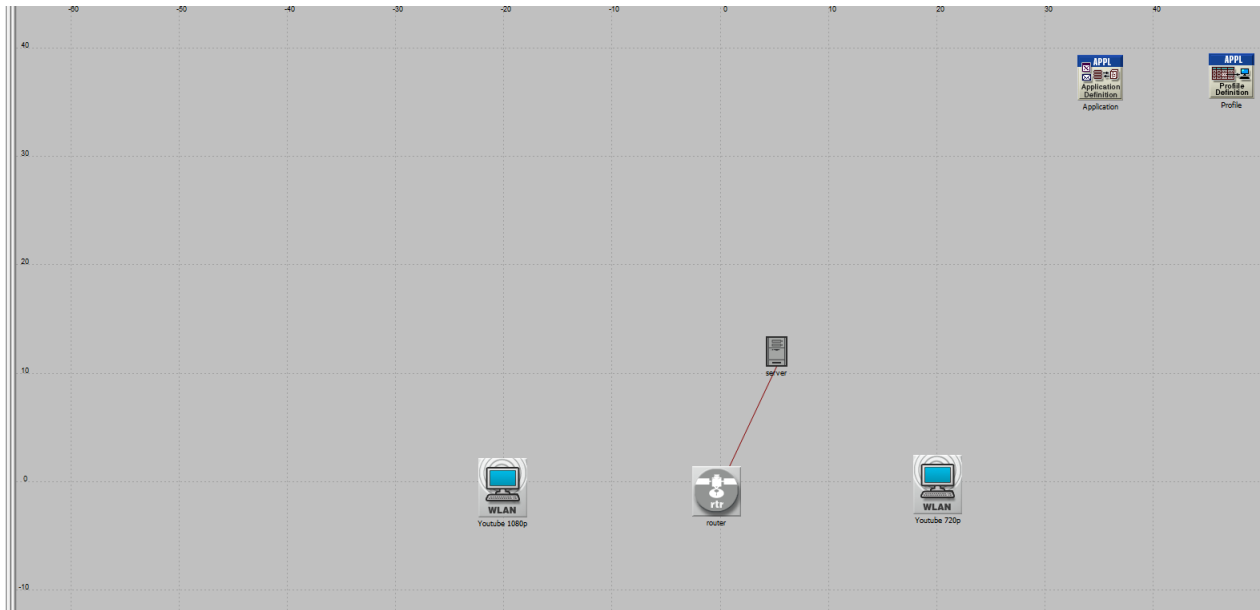 -60 -50 -40 -30 -20 -10 0 10 20 30 40
40
APPL
Application
Definition
Application
APPL
Profile
Definition
Profile
30
20
server
10
0
WLAN
Youtube 1080p
rtr
router
WLAN
Youtube 720p
-10